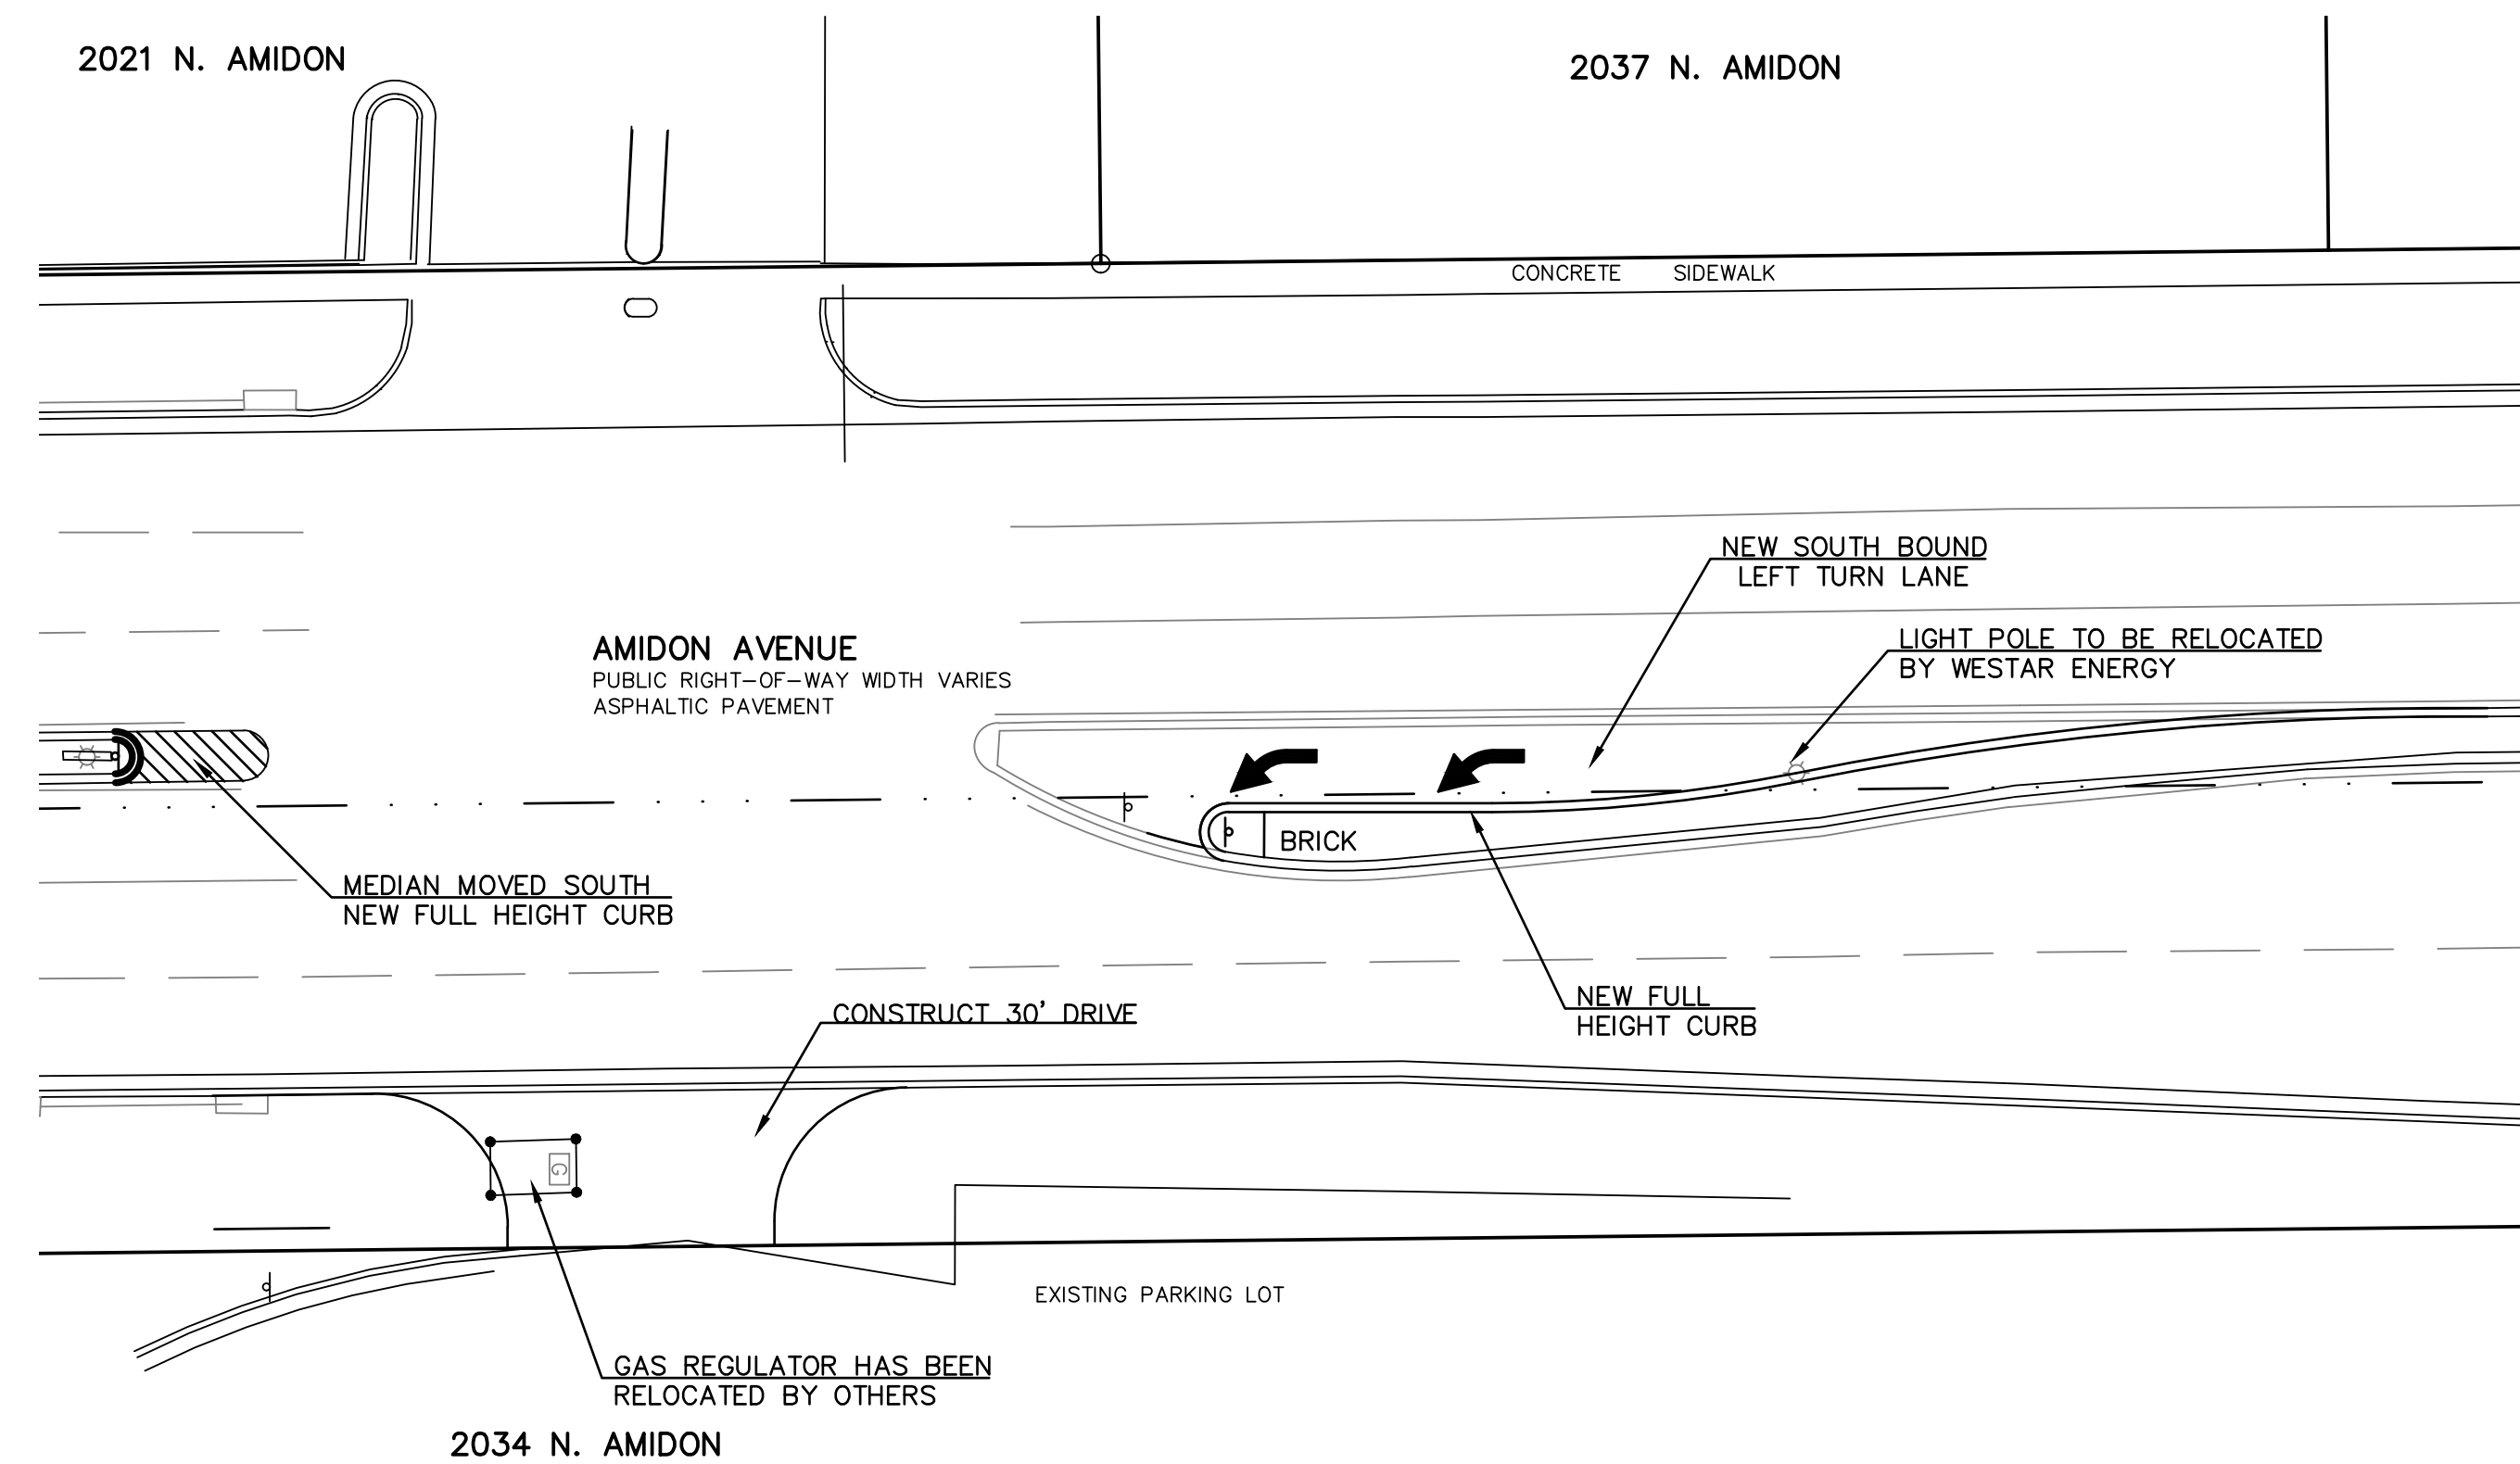 2021 N. AMIDON
2037 N. AMIDON
CONCRETE SIDEWALK
NEW SOUTH BOUND
LEFT TURN LANE
LIGHT POLE TO BE RELOCATED
BY WESTAR ENERGY
AMIDON AVENUE
PUBLIC RIGHT-OF-WAY WIDTH VARIES
ASPHALTIC PAVEMENT
BRICK
MEDIAN MOVED SOUTH
NEW FULL HEIGHT CURB
NEW FULL
HEIGHT CURB
CONSTRUCT 30' DRIVE
G
EXISTING PARKING LOT
GAS REGULATOR HAS BEEN
RELOCATED BY OTHERS
2034 N. AMIDON